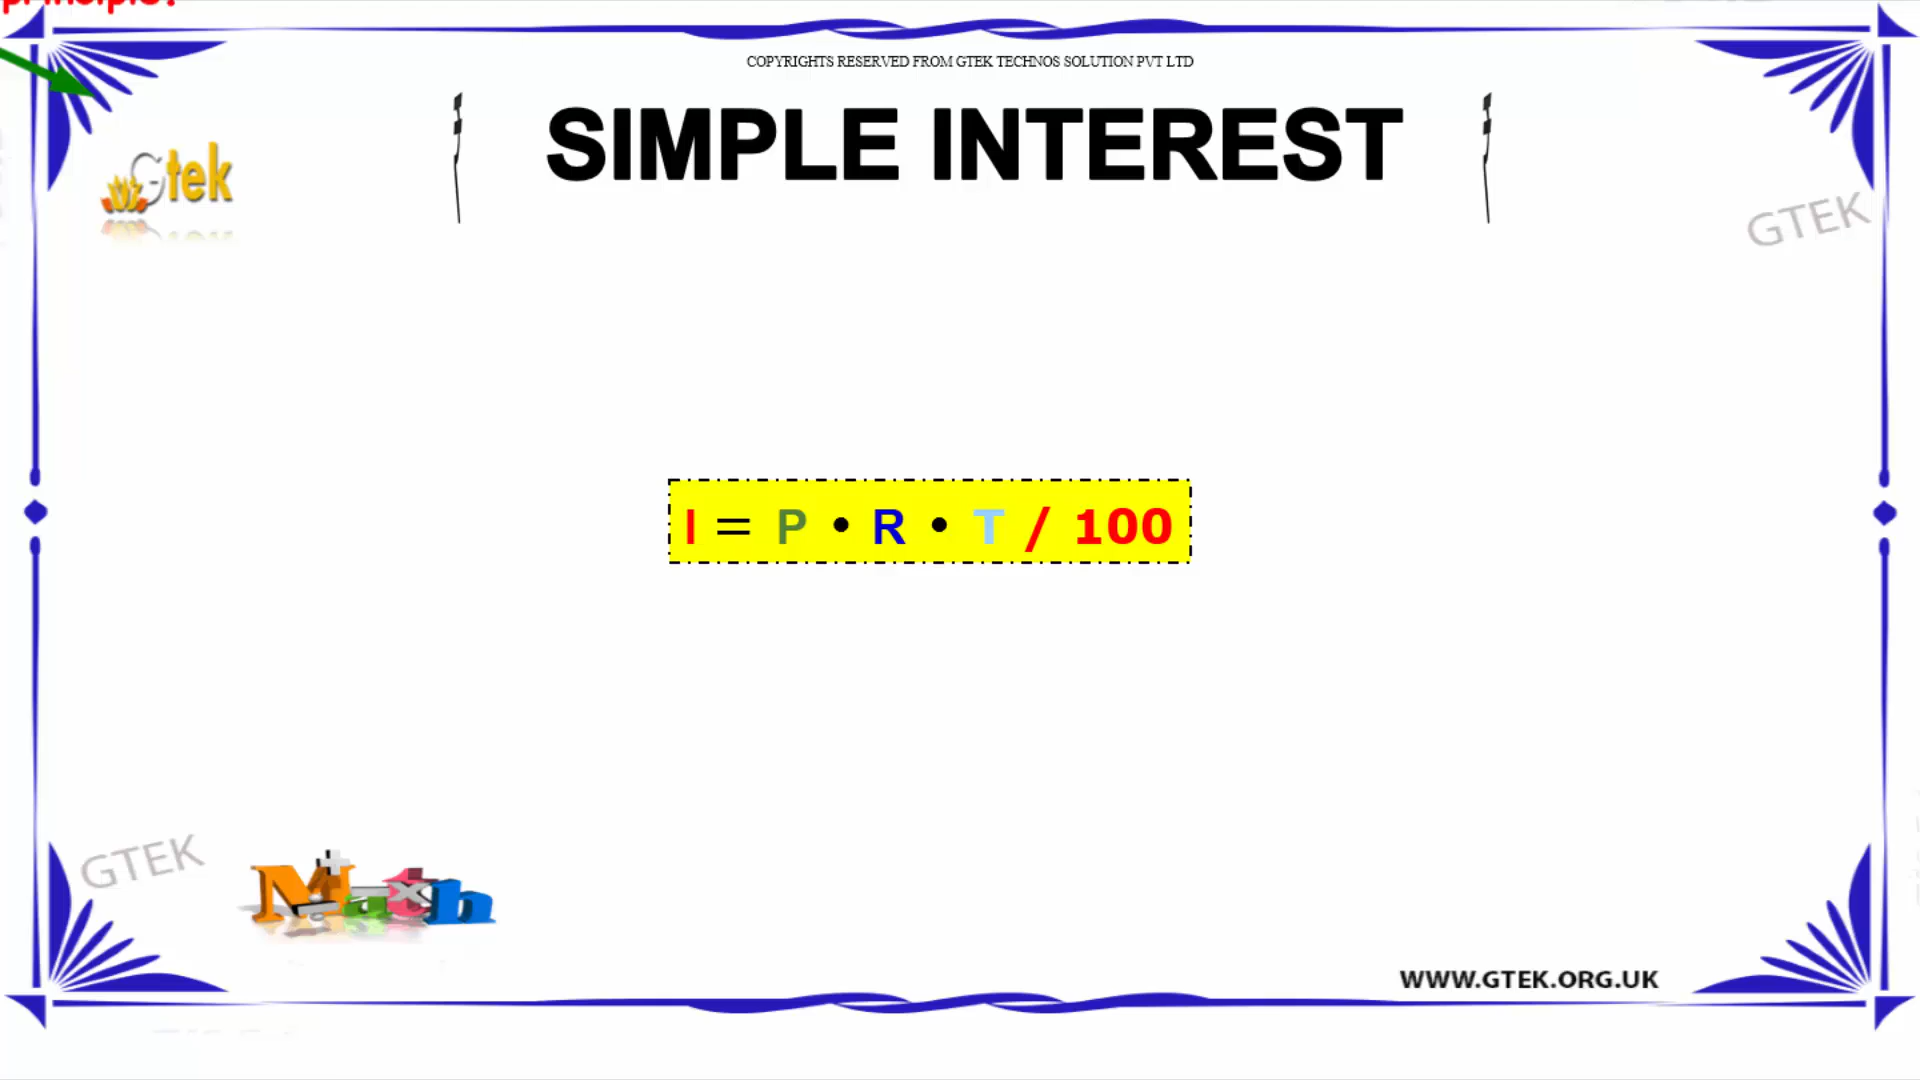 principle?
COPYRIGHTS RESERVED FROM GTEK TECHNOS SOLUTION PVT LTD
SIMPLE INTEREST
Gtek
GTEK
I = P • R • T / 100
GTEK
Math
WWW.GTEK.ORG.UK